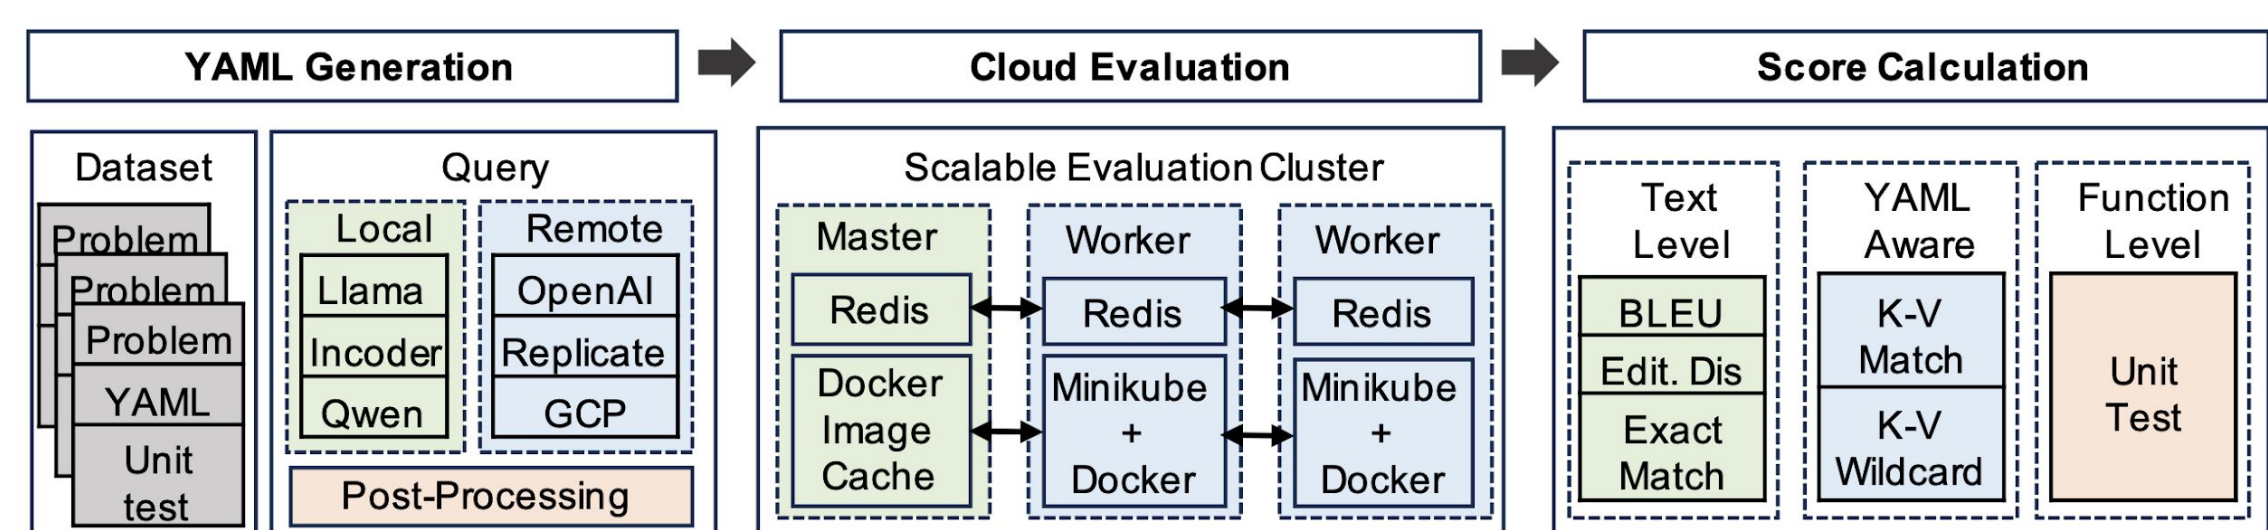 YAML Generation
Cloud Evaluation
Score Calculation
Dataset
Problem
Problem
Problem
YAML
Unit
test
Query
Local
Llama
Incoder
Qwen
Remote
OpenAI
Replicate
GCP
Post-Processing
Scalable Evaluation Cluster
Master
Redis
Docker
Image
Cache
Worker
Redis
Minikube
+
Docker
Worker
Redis
Minikube
+
Docker
Text
Level
BLEU
Edit. Dis
Exact
Match
YAML
Aware
K-V
Match
K-V
Wildcard
Function
Level
Unit
Test